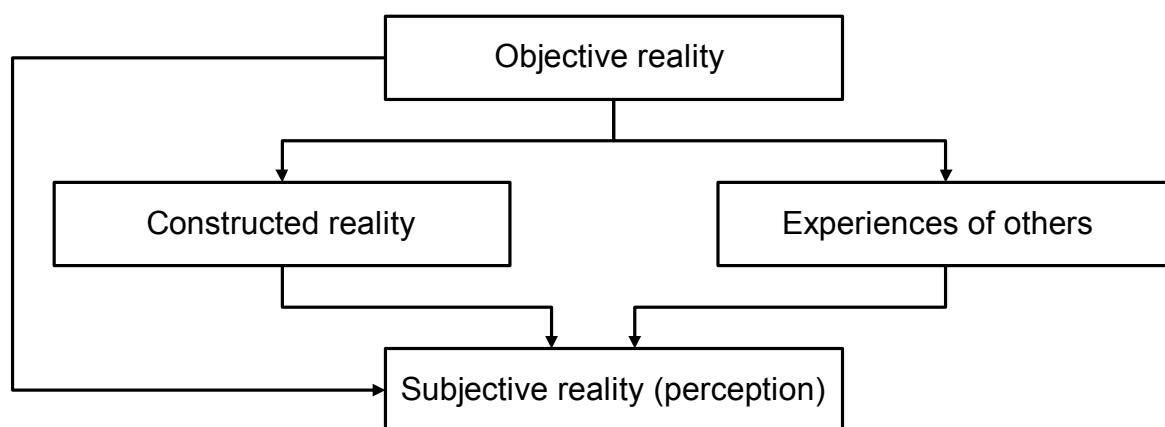 Objective reality
Constructed reality
Experiences of others
Subjective reality (perception)